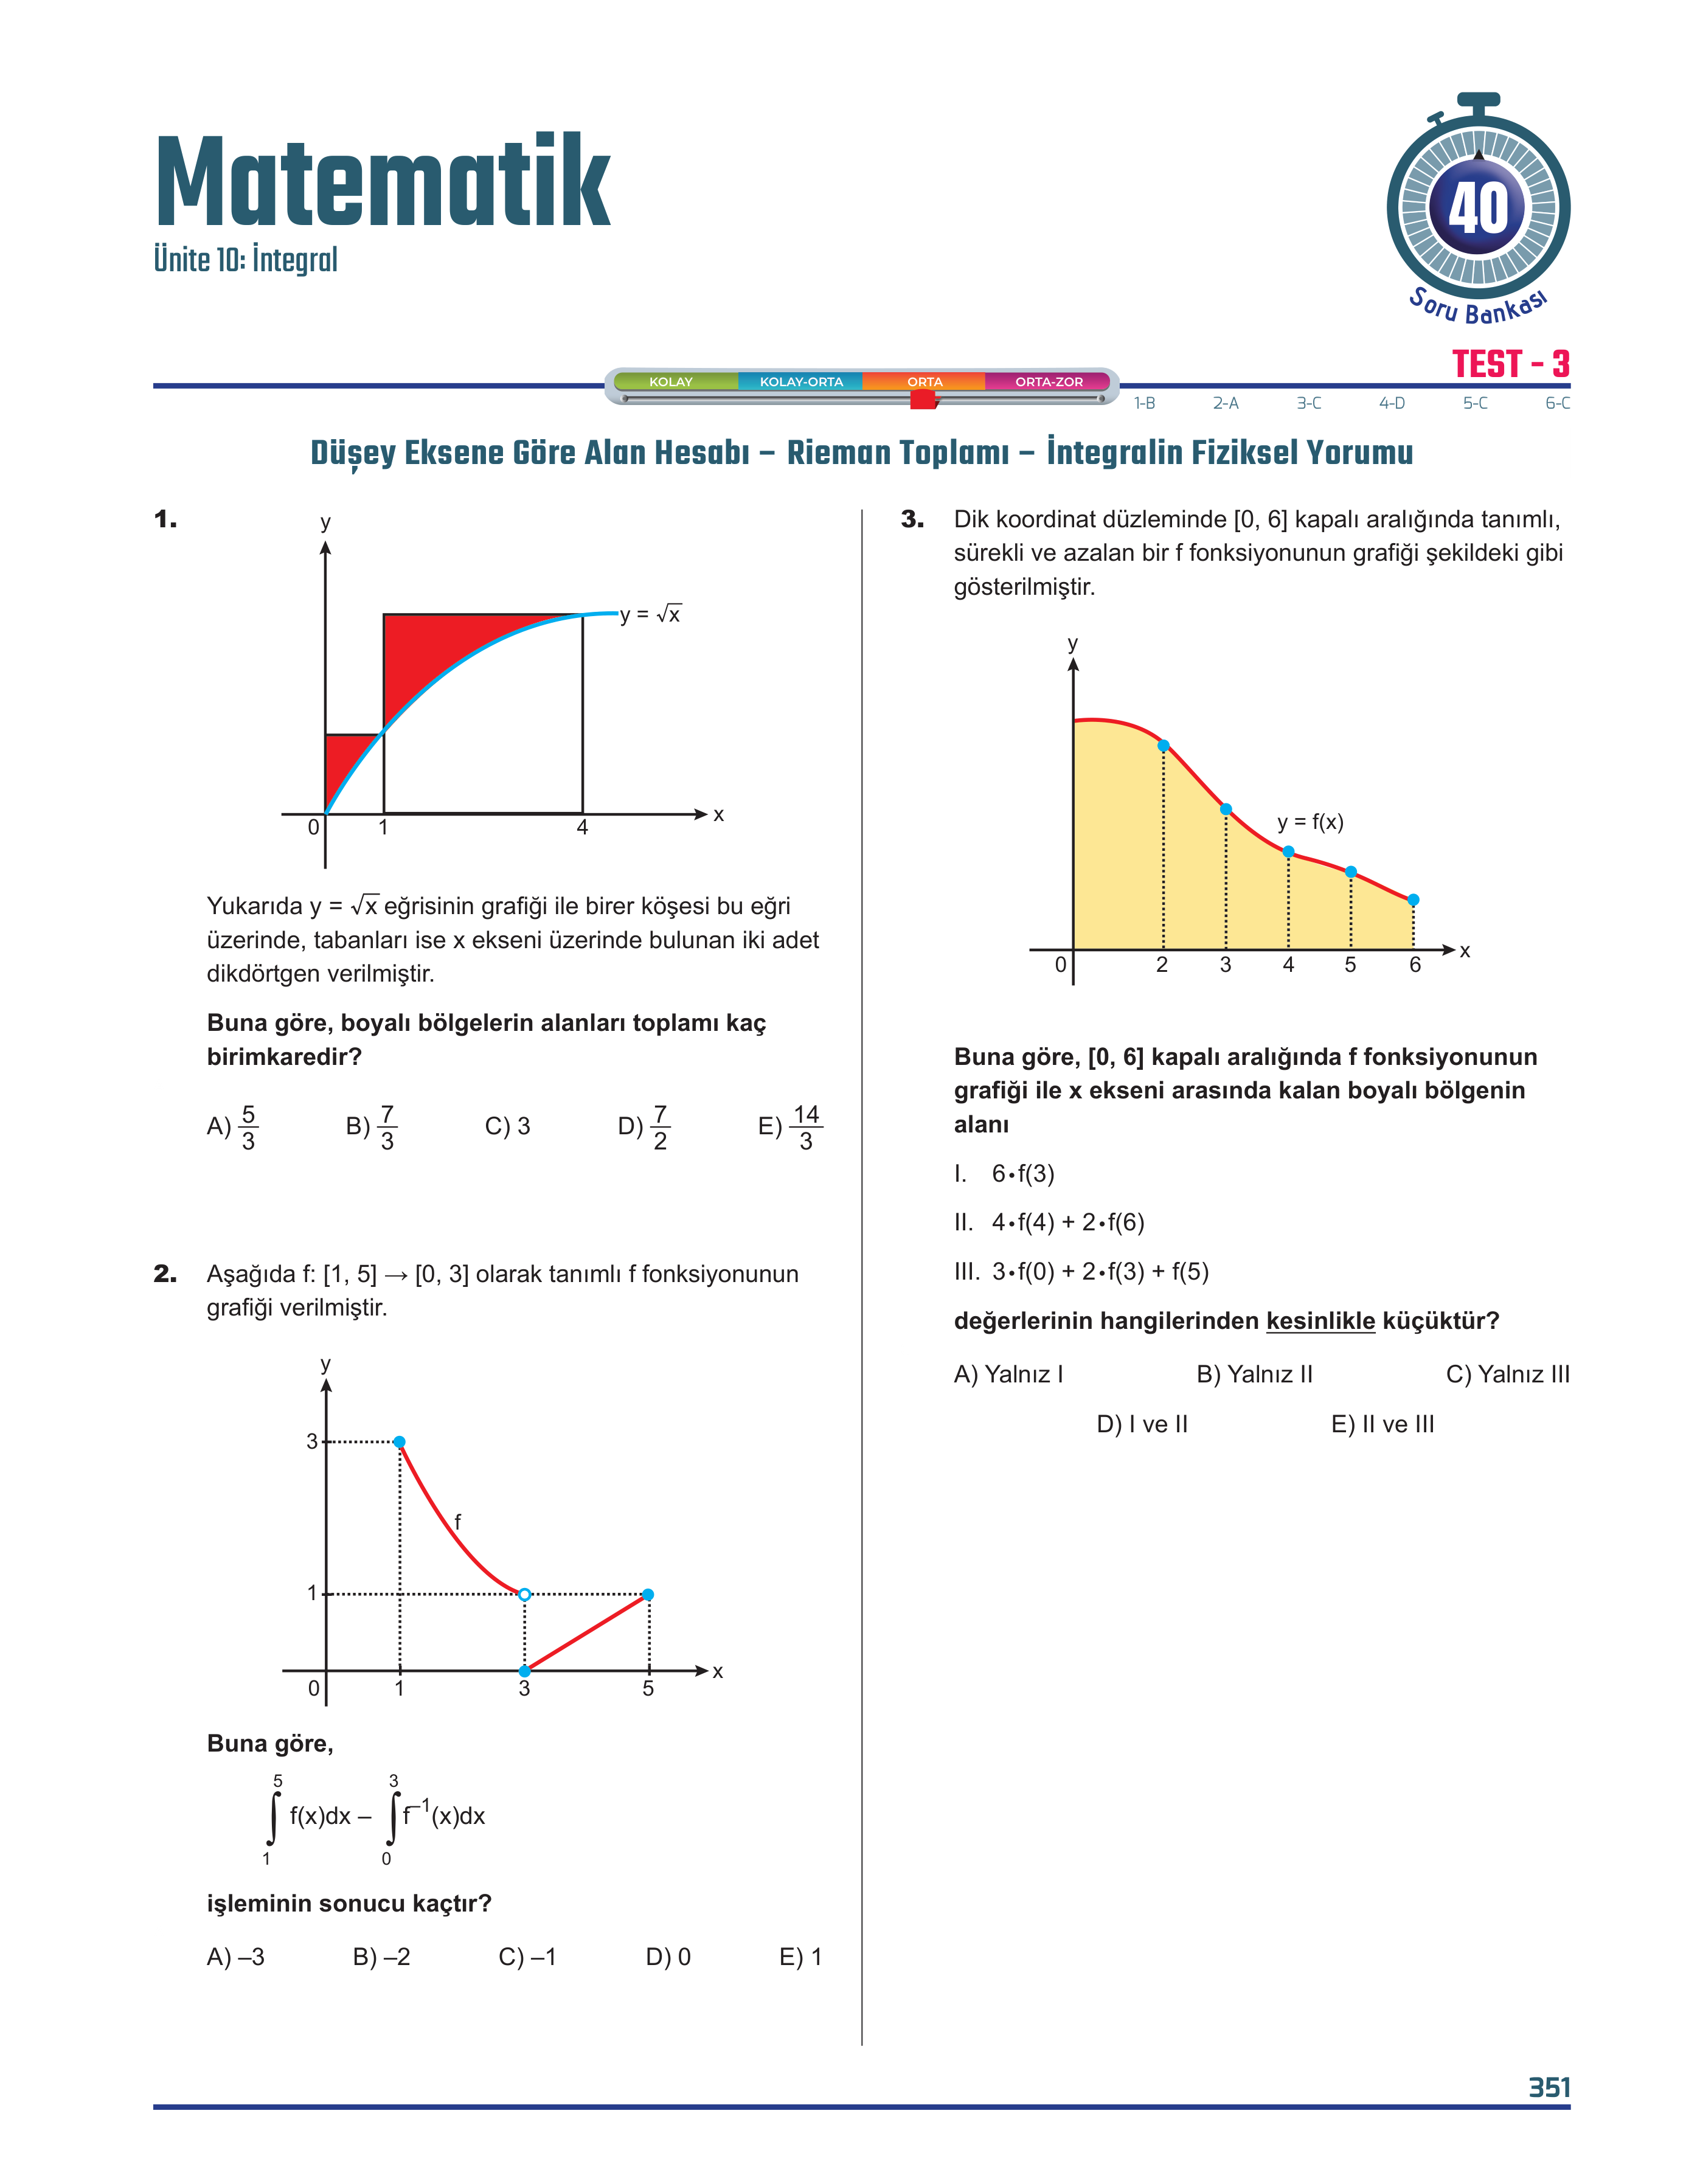 Matematik
Ünite 10: İntegral
40
Soru Bankası
TEST - 3
KOLAY KOLAY-ORTA ORTA ORTA-ZOR
1-B 2-A 3-C 4-D 5-C 6-C
Düşey Eksene Göre Alan Hesabı – Rieman Toplamı – İntegralin Fiziksel Yorumu
1.
y
y = √x
0 1 4 x
Yukarıda y = √x eğrisinin grafiği ile birer köşesi bu eğri
üzerinde, tabanları ise x ekseni üzerinde bulunan iki adet
dikdörtgen verilmiştir.
Buna göre, boyalı bölgelerin alanları toplamı kaç
birimkaredir?
A) 5/3 B) 7/3 C) 3 D) 7/2 E) 14/3
2. Aşağıda f: [1, 5] → [0, 3] olarak tanımlı f fonksiyonunun
grafiği verilmiştir.
y
3
f
1
x
0 1 3 5
Buna göre,
5 3
∫ f(x)dx – ∫ f⁻¹(x)dx
1 0
işleminin sonucu kaçtır?
A) –3 B) –2 C) –1 D) 0 E) 1
3. Dik koordinat düzleminde [0, 6] kapalı aralığında tanımlı,
sürekli ve azalan bir f fonksiyonunun grafiği şekildeki gibi
gösterilmiştir.
y
y = f(x)
x
0 2 3 4 5 6
Buna göre, [0, 6] kapalı aralığında f fonksiyonunun
grafiği ile x ekseni arasında kalan boyalı bölgenin
alanı
I. 6•f(3)
II. 4•f(4) + 2•f(6)
III. 3•f(0) + 2•f(3) + f(5)
değerlerinin hangilerinden kesinlikle küçüktür?
A) Yalnız I B) Yalnız II C) Yalnız III
D) I ve II E) II ve III
351